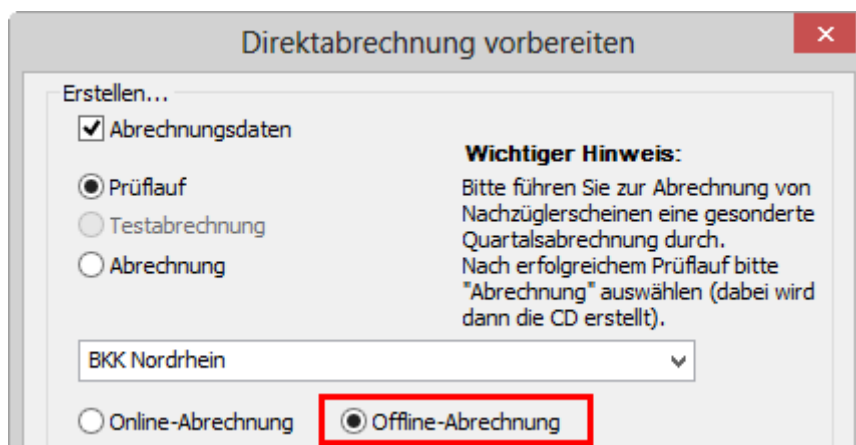 Direktabrechnung vorbereiten
Erstellen...
Abrechnungsdaten
Prüflauf
Testabrechnung
Abrechnung
Wichtiger Hinweis:
Bitte führen Sie zur Abrechnung von
Nachzüglerscheinen eine gesonderte
Quartalsabrechnung durch.
Nach erfolgreichem Prüflauf bitte
"Abrechnung" auswählen (dabei wird
dann die CD erstellt).
BKK Nordrhein
Online-Abrechnung
Offline-Abrechnung